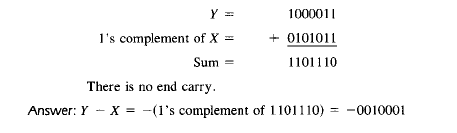 Y = 1000011
1's complement of X = + 0101011
Sum = 1101110
There is no end carry.
Answer: Y - X = -(1's complement of 1101110) = -0010001